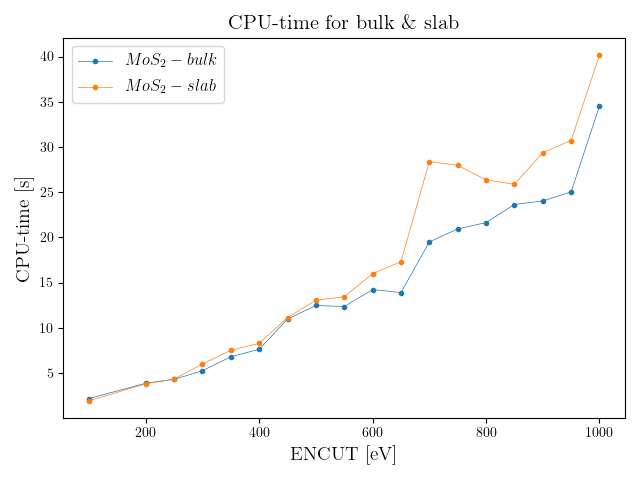 CPU-time for bulk & slab
MoS₂ − bulk
MoS₂ − slab
CPU-time [s]
40
35
30
25
20
15
10
5
200 400 600 800 1000
ENCUT [eV]